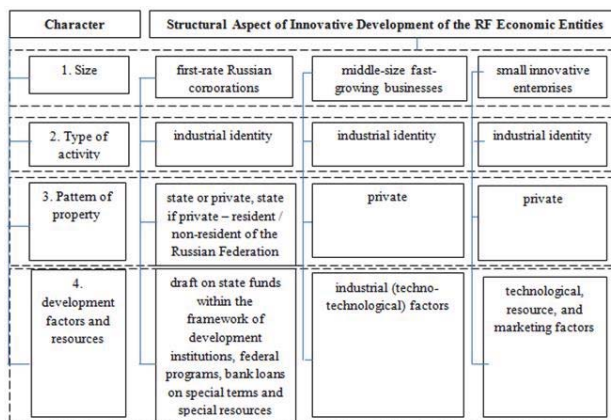 Character
Structural Aspect of Innovative Development of the RF Economic Entities
1. Size
first-rate Russian
corporations
middle-size fast-
growing businesses
small innovative
enterprises
2. Type of
activity
industrial identity
industrial identity
industrial identity
3. Pattern of
property
state or private, state
if private – resident /
non-resident of the
Russian Federation
private
private
4.
development
factors and
resources
draft on state funds
within the
framework of
development
institutions, federal
programs, bank loans
on special terms and
special resources
industrial (techno-
technological) factors
technological,
resource, and
marketing factors